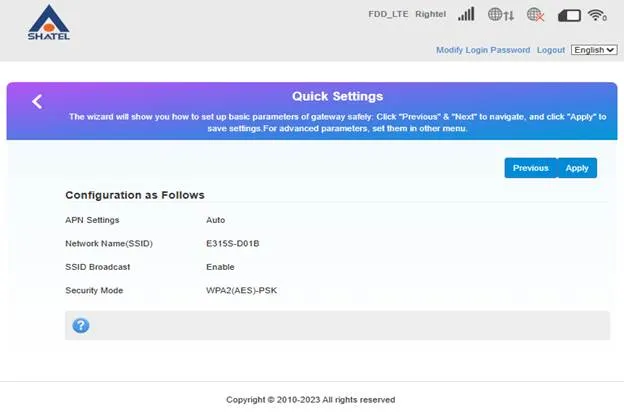 SHATEL
FDD_LTE Rightel
0
Modify Login Password Logout English
Quick Settings
The wizard will show you how to set up basic parameters of gateway safely: Click "Previous" & "Next" to navigate, and click "Apply" to
save settings.For advanced parameters, set them in other menu.
Previous Apply
Configuration as Follows
APN Settings Auto
Network Name(SSID) E315S-D01B
SSID Broadcast Enable
Security Mode WPA2(AES)-PSK
?
Copyright © 2010-2023 All rights reserved